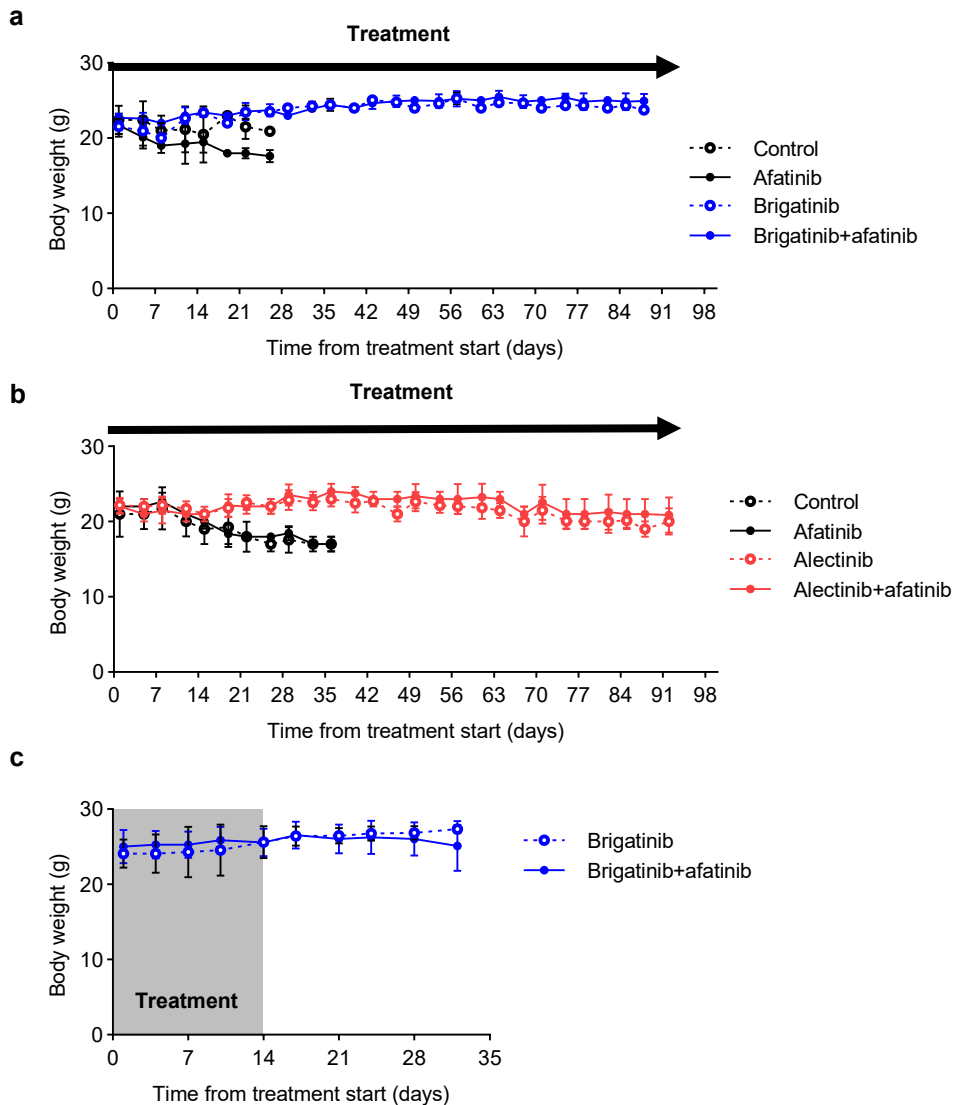 a
Treatment
30
20
10
0
Body weight (g)
0 7 14 21 28 35 42 49 56 63 70 77 84 91 98
Time from treatment start (days)
Control
Afatinib
Brigatinib
Brigatinib+afatinib
b
Treatment
30
20
10
0
Body weight (g)
0 7 14 21 28 35 42 49 56 63 70 77 84 91 98
Time from treatment start (days)
Control
Afatinib
Alectinib
Alectinib+afatinib
c
30
20
10
0
Body weight (g)
Treatment
0 7 14 21 28 35
Time from treatment start (days)
Brigatinib
Brigatinib+afatinib